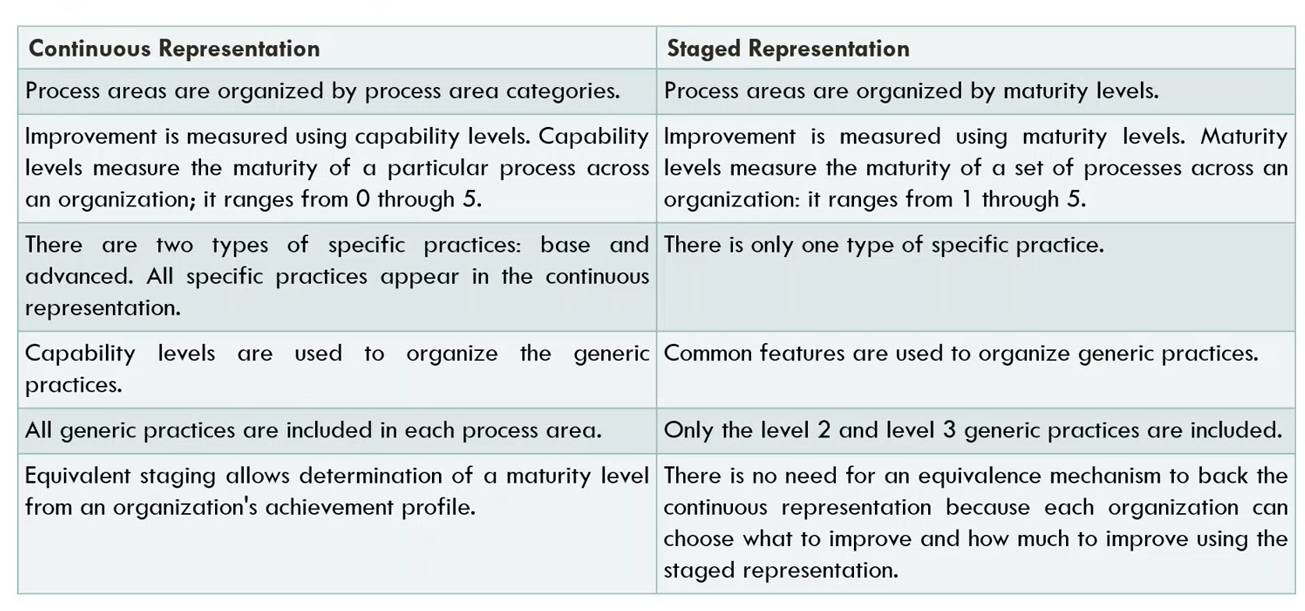 Continuous Representation
Staged Representation
Process areas are organized by process area categories.
Process areas are organized by maturity levels.
Improvement is measured using capability levels. Capability
levels measure the maturity of a particular process across
an organization; it ranges from 0 through 5.
Improvement is measured using maturity levels. Maturity
levels measure the maturity of a set of processes across an
organization: it ranges from 1 through 5.
There are two types of specific practices: base and
advanced. All specific practices appear in the continuous
representation.
There is only one type of specific practice.
Capability levels are used to organize the generic
practices.
Common features are used to organize generic practices.
All generic practices are included in each process area.
Only the level 2 and level 3 generic practices are included.
Equivalent staging allows determination of a maturity level
from an organization's achievement profile.
There is no need for an equivalence mechanism to back the
continuous representation because each organization can
choose what to improve and how much to improve using the
staged representation.